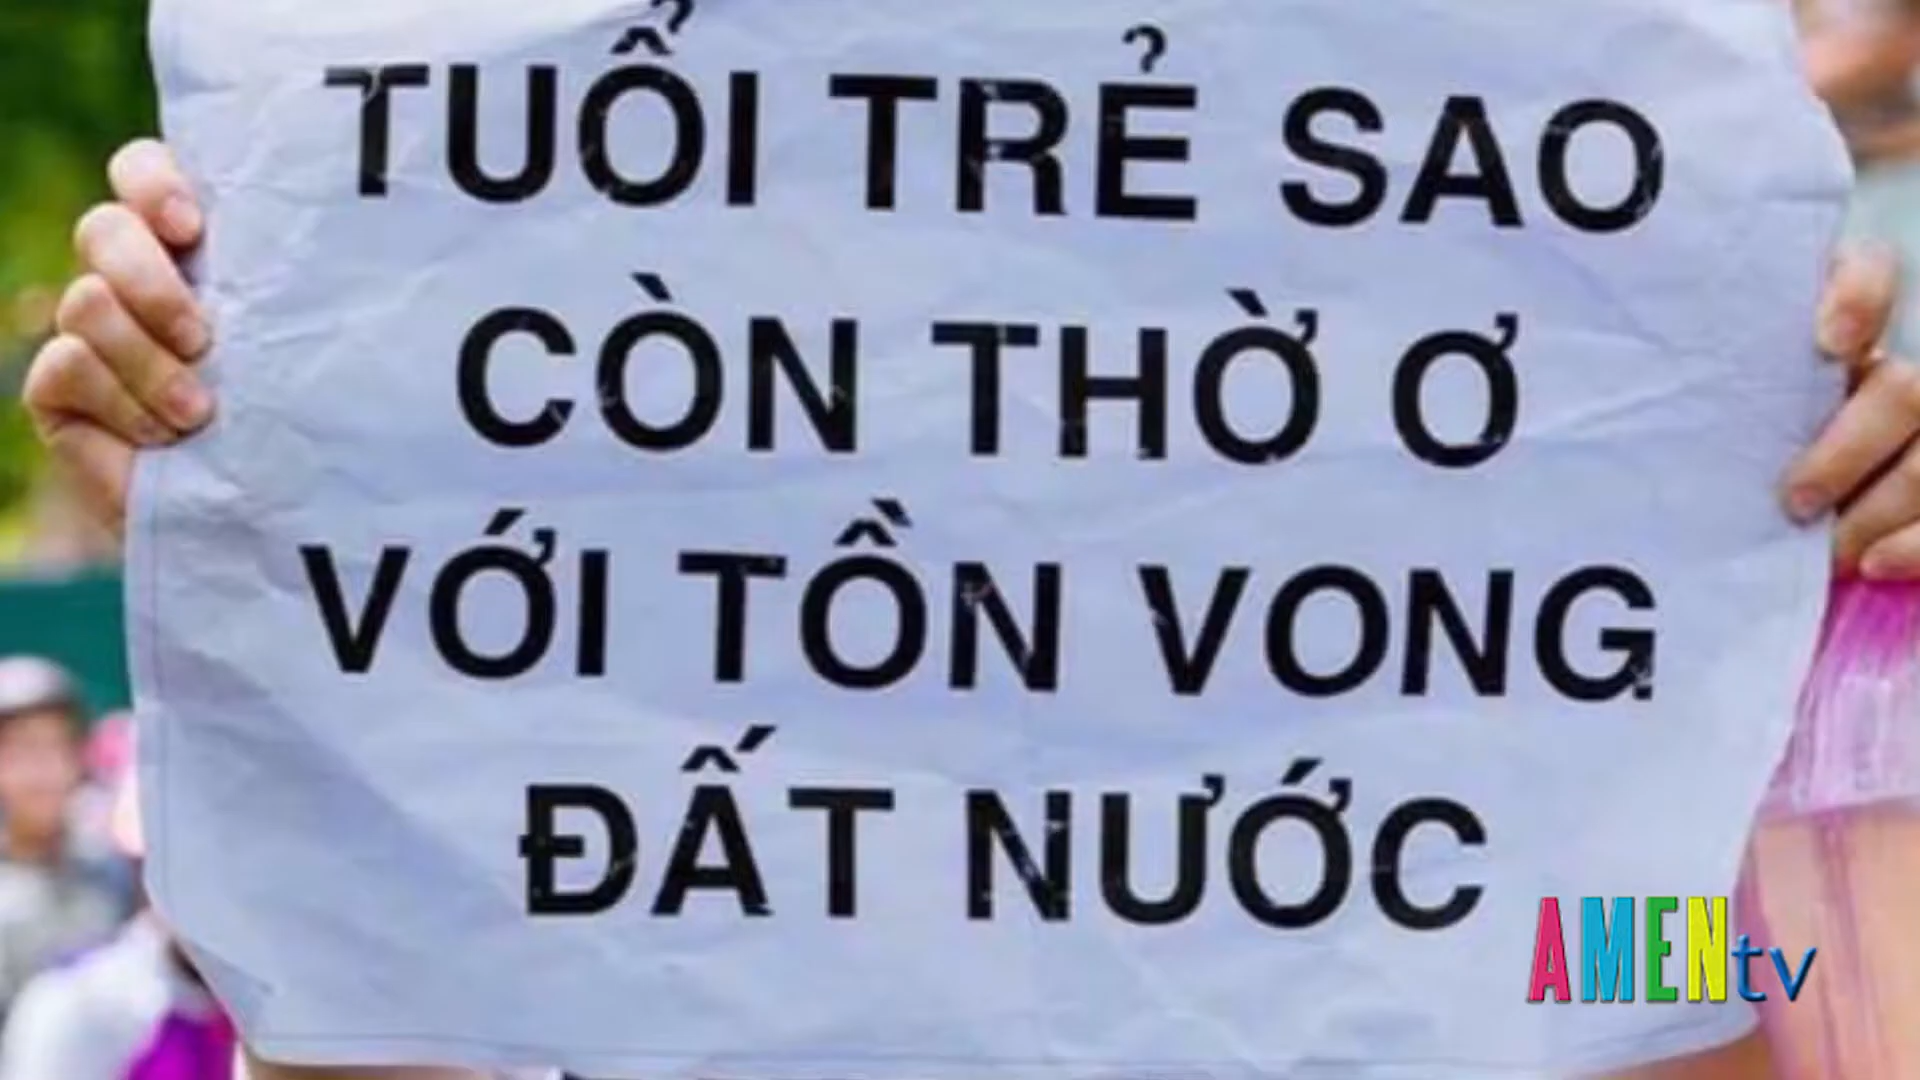 TUỔI TRẺ SAO
CÒN THỜ Ơ
VỚI TỒN VONG
ĐẤT NƯỚC
AMENtv